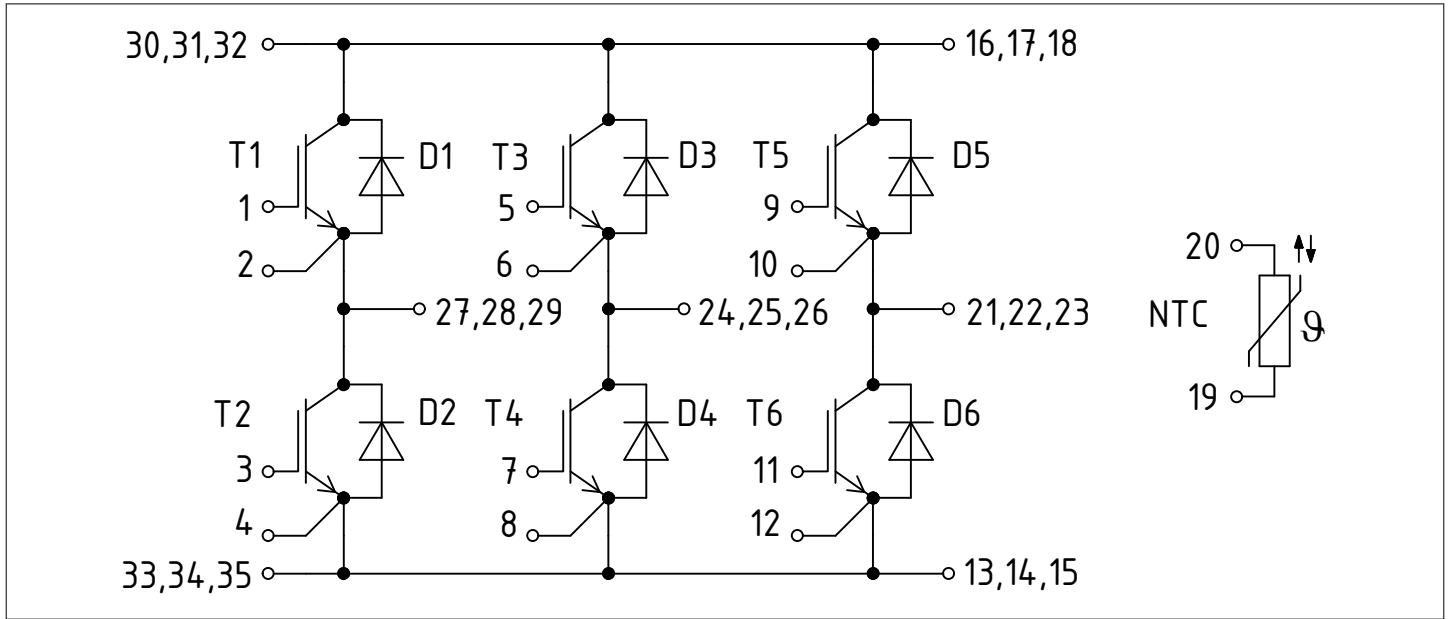 30,31,32
16,17,18
T1
D1
T3
D3
T5
D5
1
5
9
2
6
10
20
27,28,29
24,25,26
21,22,23
NTC
ϑ
T2
D2
T4
D4
T6
D6
19
3
7
11
4
8
12
33,34,35
13,14,15